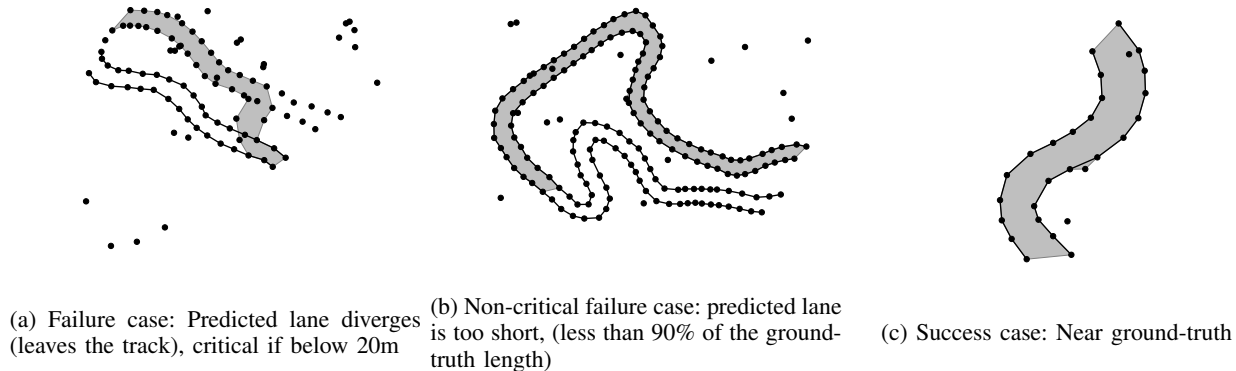 (a) Failure case: Predicted lane diverges
(leaves the track), critical if below 20m
(b) Non-critical failure case: predicted lane
is too short, (less than 90% of the ground-
truth length)
(c) Success case: Near ground-truth